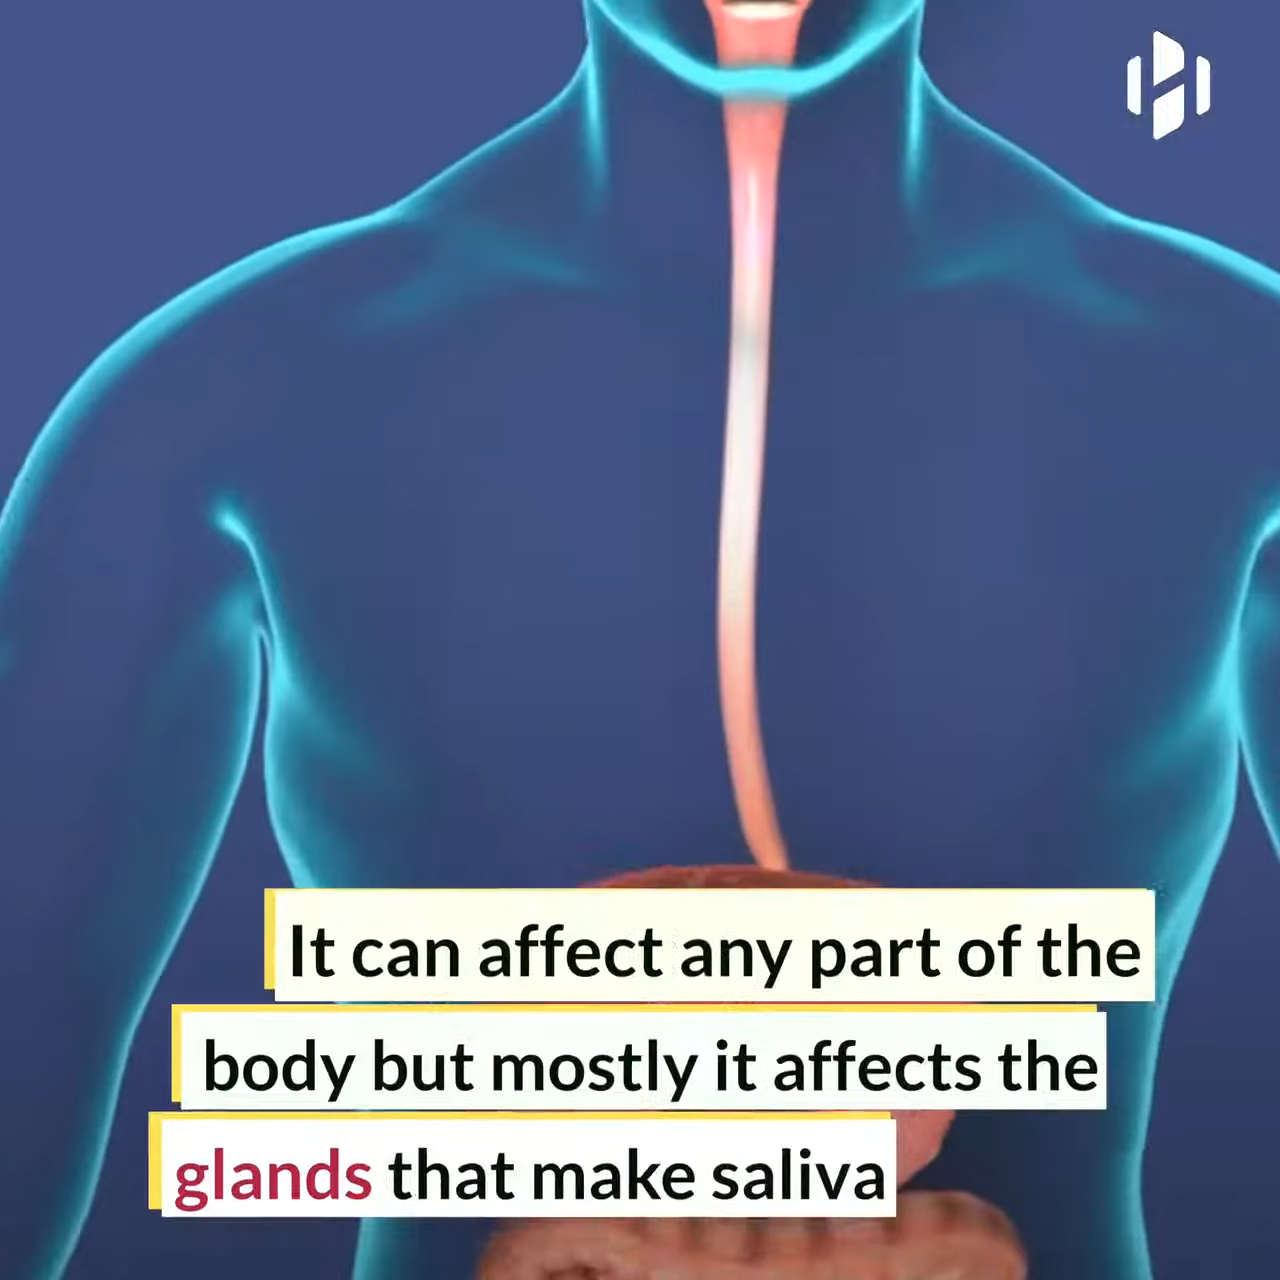 It can affect any part of the
body but mostly it affects the
glands that make saliva